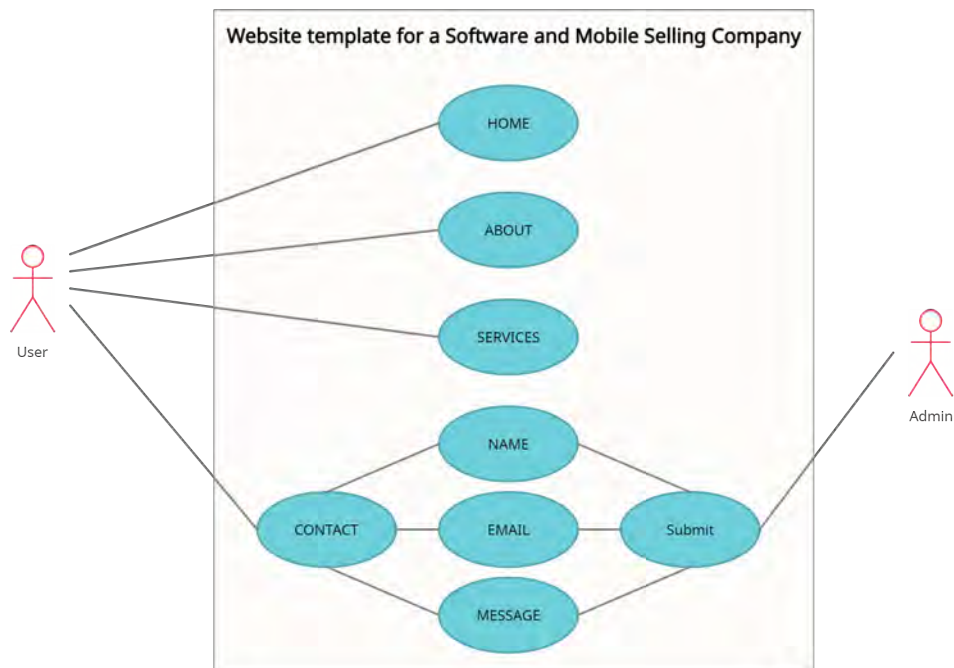 Website template for a Software and Mobile Selling Company
HOME
ABOUT
SERVICES
User
Admin
NAME
CONTACT
EMAIL
Submit
MESSAGE